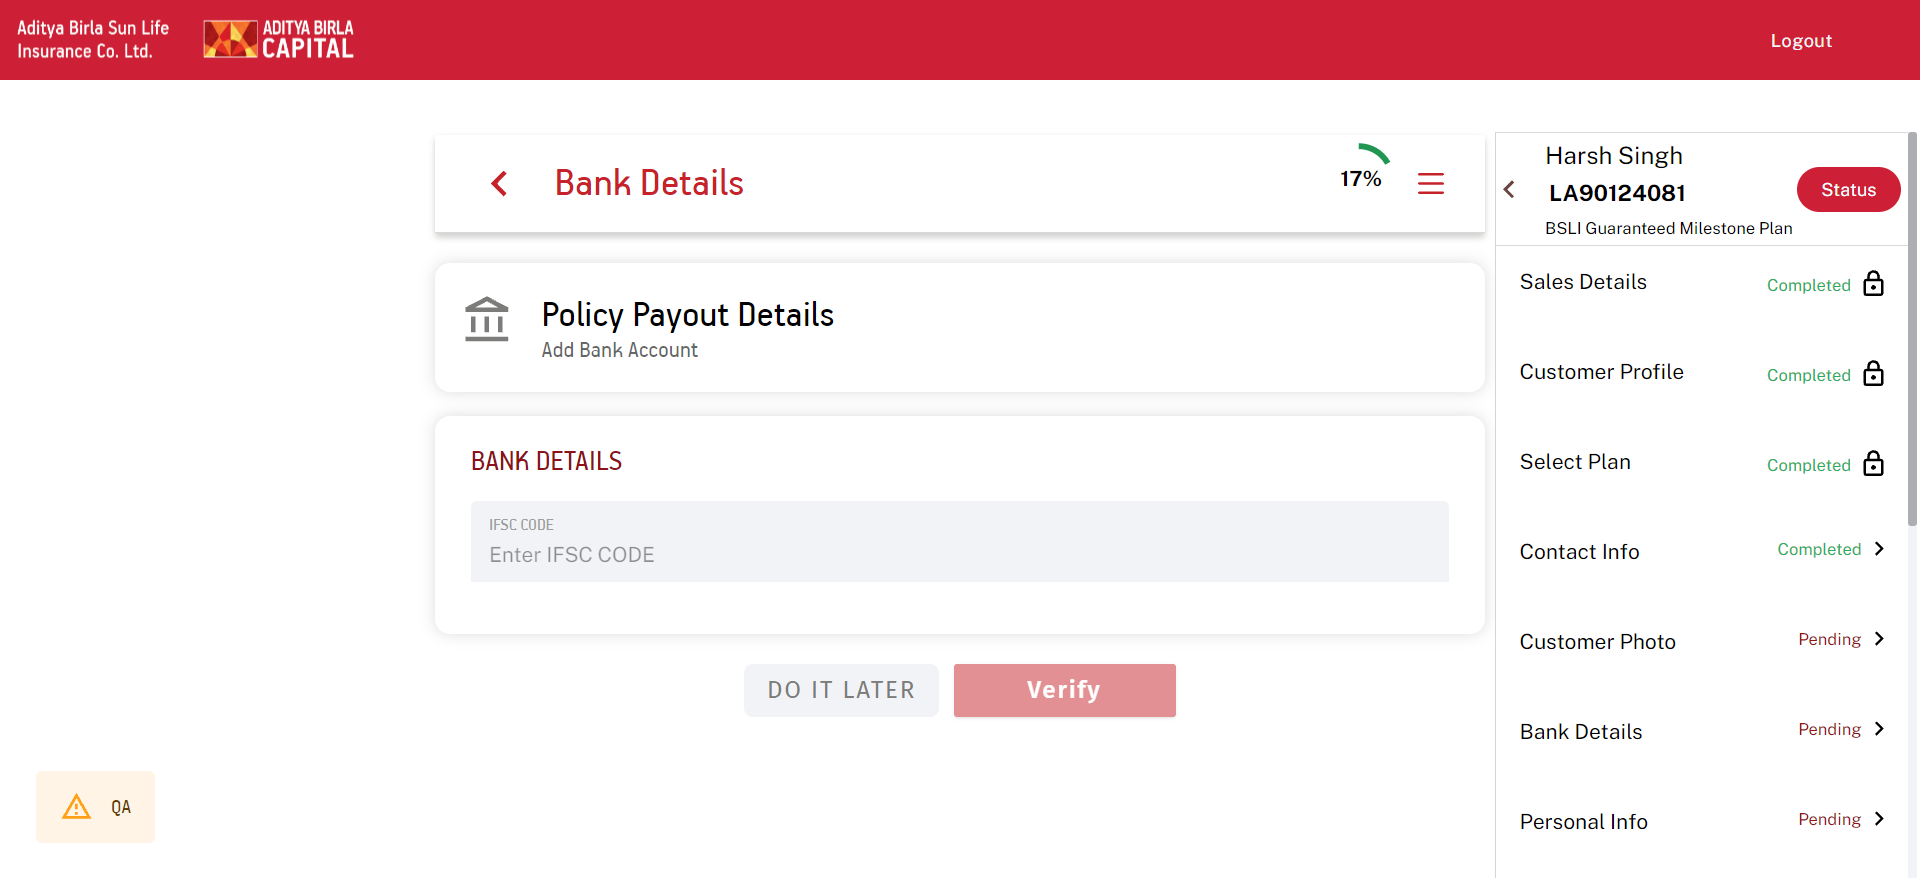 Aditya Birla Sun Life
Insurance Co. Ltd.
ADITYA BIRLA
CAPITAL
Logout
Bank Details
17%
Policy Payout Details
Add Bank Account
BANK DETAILS
IFSC CODE
Enter IFSC CODE
DO IT LATER
Verify
QA
Harsh Singh
LA90124081
BSLI Guaranteed Milestone Plan
Status
Sales Details Completed
Customer Profile Completed
Select Plan Completed
Contact Info Completed
Customer Photo Pending
Bank Details Pending
Personal Info Pending